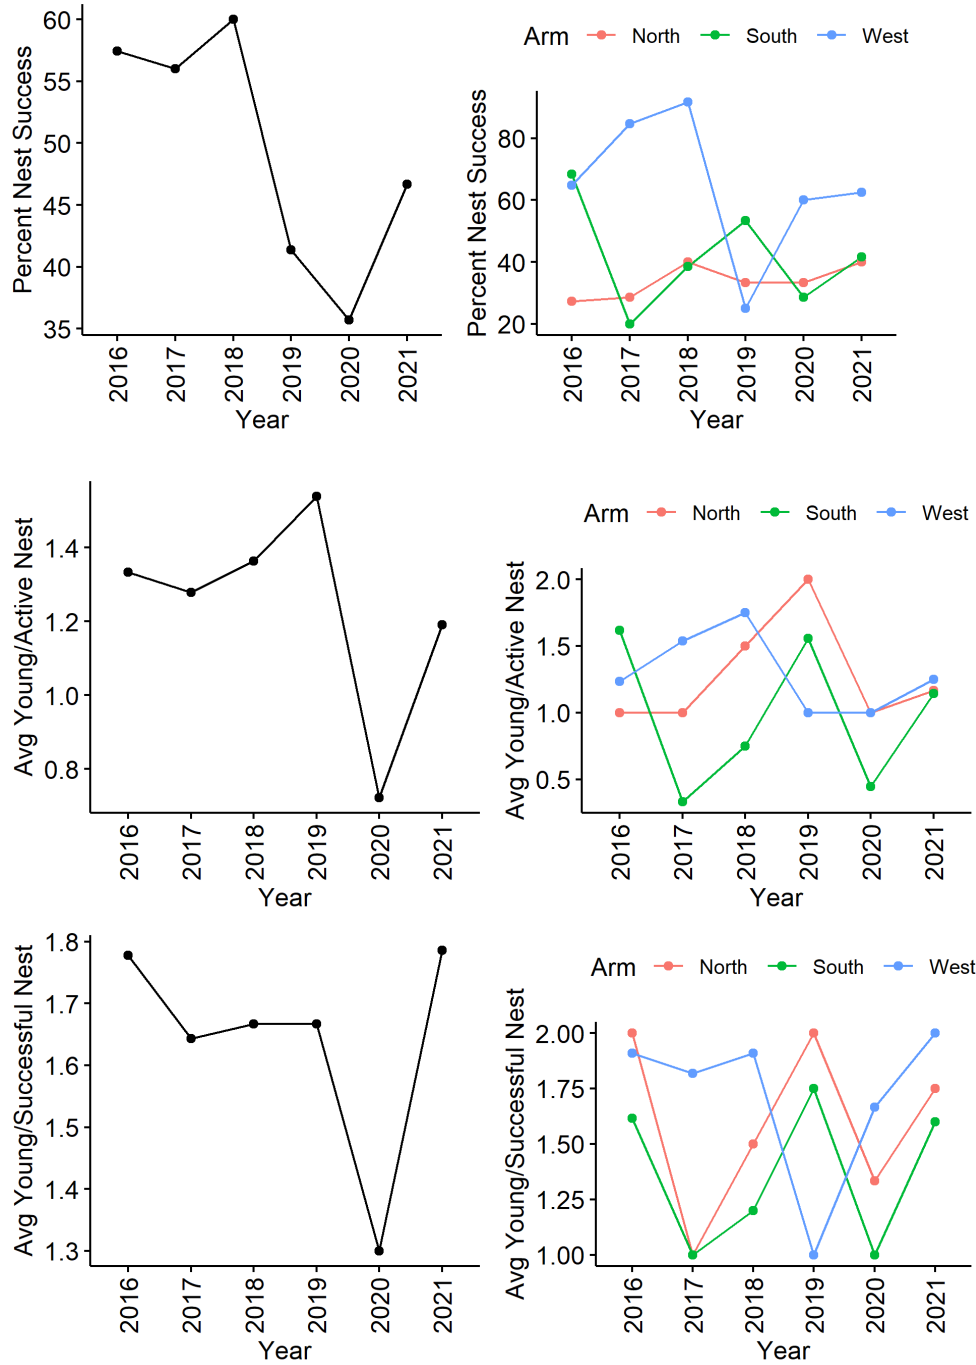 Percent Nest Success
60
55
50
45
40
35
2016 2017 2018 2019 2020 2021
Year
Arm North South West
Percent Nest Success
80
60
40
20
2016 2017 2018 2019 2020 2021
Year
Avg Young/Active Nest
1.4
1.2
1.0
0.8
2016 2017 2018 2019 2020 2021
Year
Arm North South West
Avg Young/Active Nest
2.0
1.5
1.0
0.5
2016 2017 2018 2019 2020 2021
Year
Avg Young/Successful Nest
1.8
1.7
1.6
1.5
1.4
1.3
2016 2017 2018 2019 2020 2021
Year
Arm North South West
Avg Young/Successful Nest
2.00
1.75
1.50
1.25
1.00
2016 2017 2018 2019 2020 2021
Year